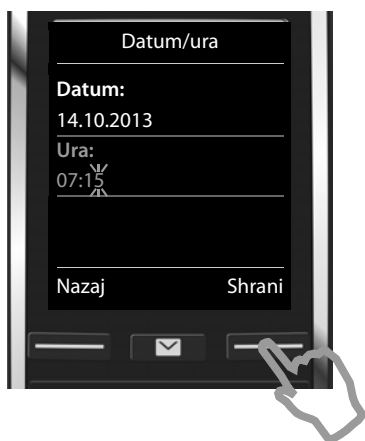 Datum/ura
Datum:
14.10.2013
Ura:
07:15
Nazaj Shrani